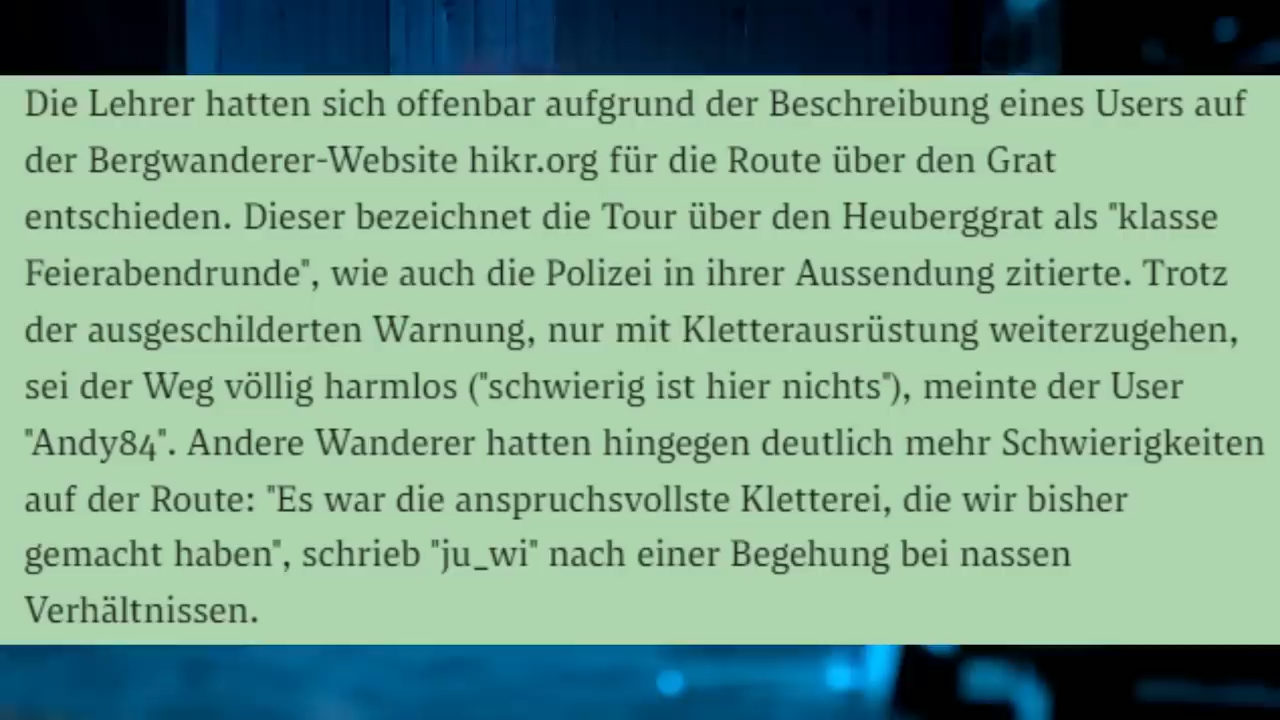 Die Lehrer hatten sich offenbar aufgrund der Beschreibung eines Users auf
der Bergwanderer-Website hikr.org für die Route über den Grat
entschieden. Dieser bezeichnet die Tour über den Heuberggrat als "klasse
Feierabendrunde", wie auch die Polizei in ihrer Aussendung zitierte. Trotz
der ausgeschilderten Warnung, nur mit Kletterausrüstung weiterzugehen,
sei der Weg völlig harmlos ("schwierig ist hier nichts"), meinte der User
"Andy84". Andere Wanderer hatten hingegen deutlich mehr Schwierigkeiten
auf der Route: "Es war die anspruchsvollste Kletterei, die wir bisher
gemacht haben", schrieb "ju_wi" nach einer Begehung bei nassen
Verhältnissen.